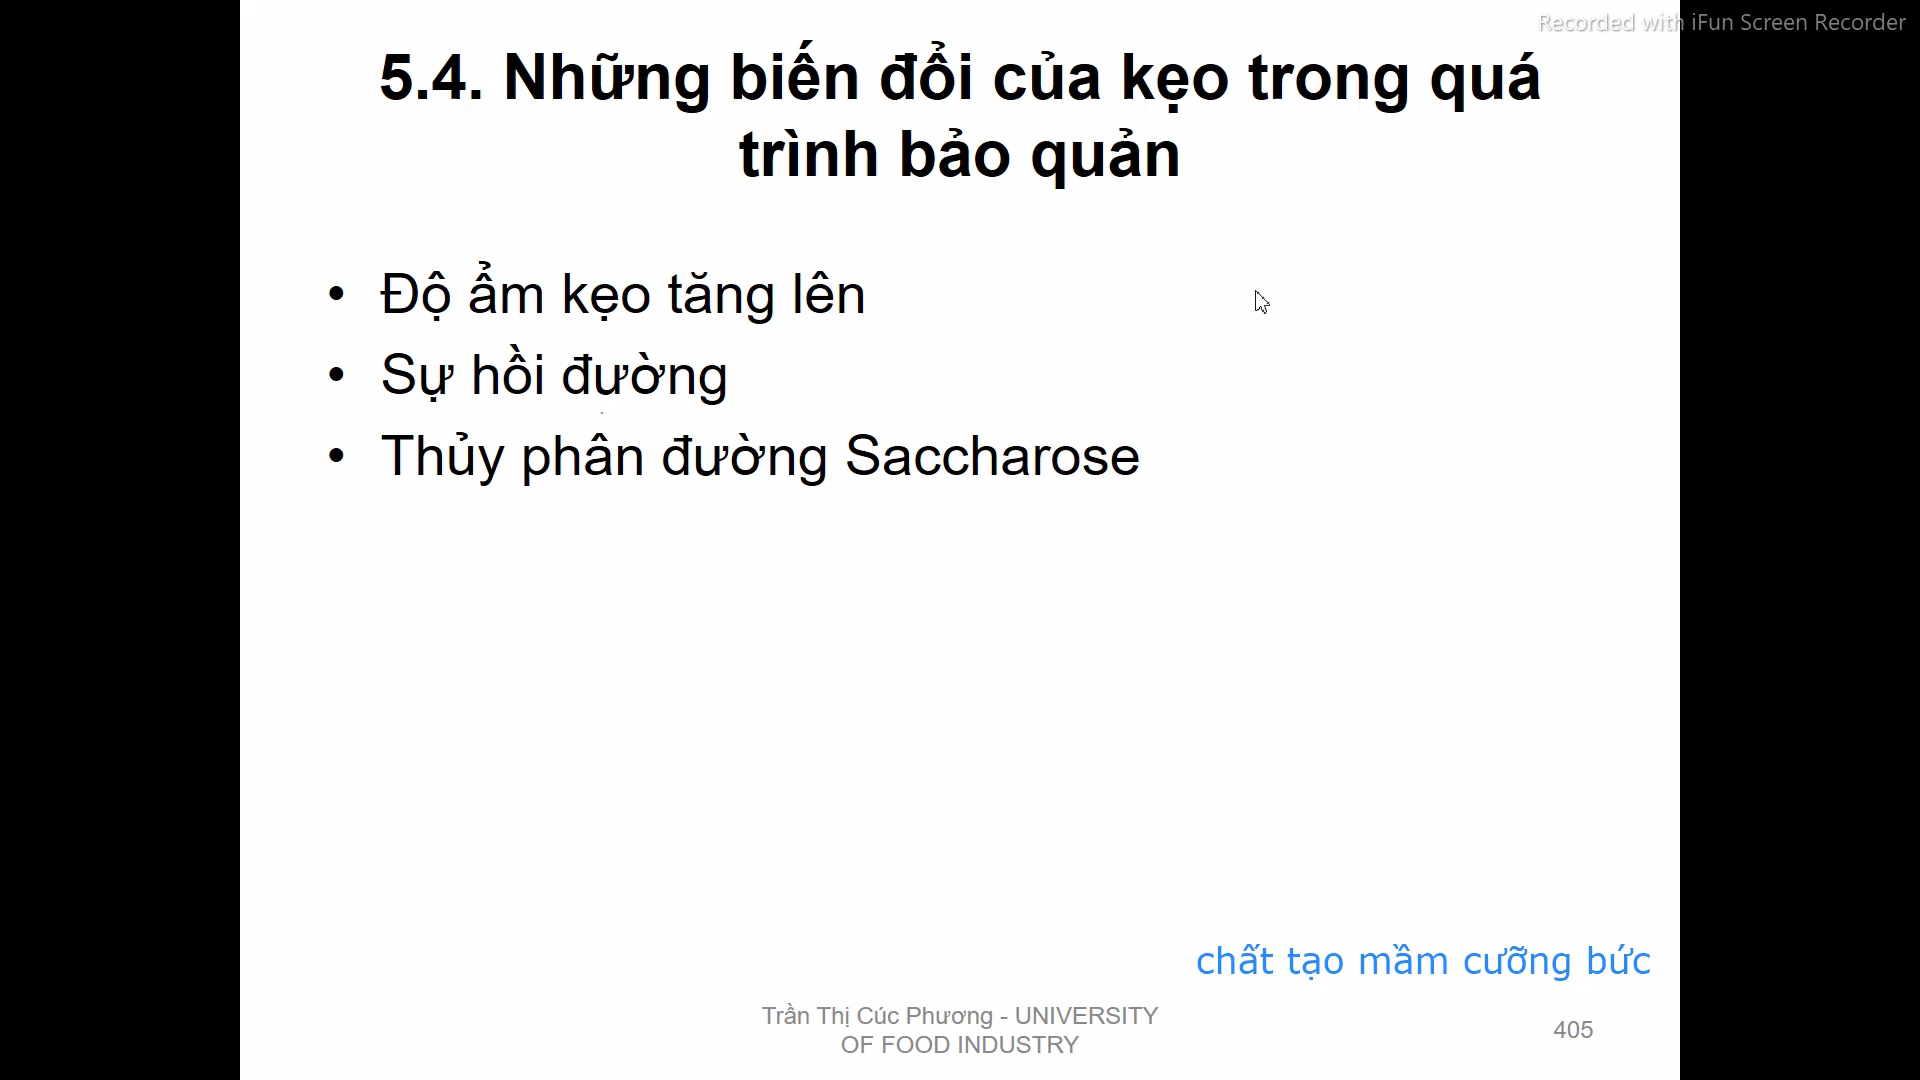 Recorded with iFun Screen Recorder
5.4. Những biến đổi của kẹo trong quá
trình bảo quản
• Độ ẩm kẹo tăng lên
• Sự hồi đường
• Thủy phân đường Saccharose
chất tạo mầm cưỡng bức
Trần Thị Cúc Phương - UNIVERSITY
OF FOOD INDUSTRY
405